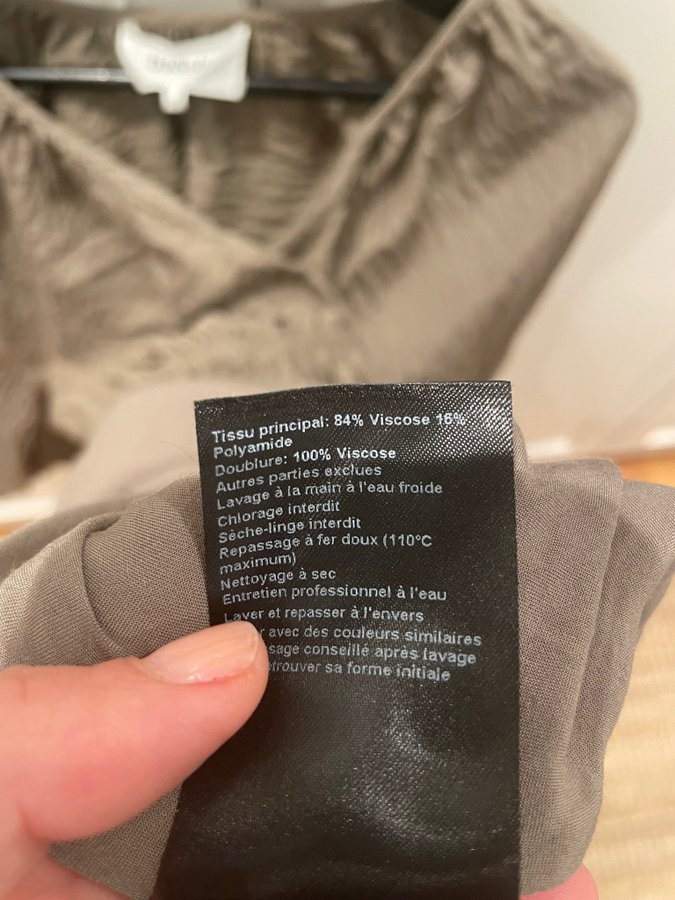 Tissu principal: 84% Viscose 16%
Polyamide
Doublure: 100% Viscose
Autres parties exclues
Lavage à la main à l'eau froide
Chlorage interdit
Sèche-linge interdit
Repassage à fer doux (110°C
maximum)
Nettoyage à sec
Entretien professionnel à l'eau
Laver et repasser à l'envers
avec des couleurs similaires
conseillé après lavage
sa forme initiale